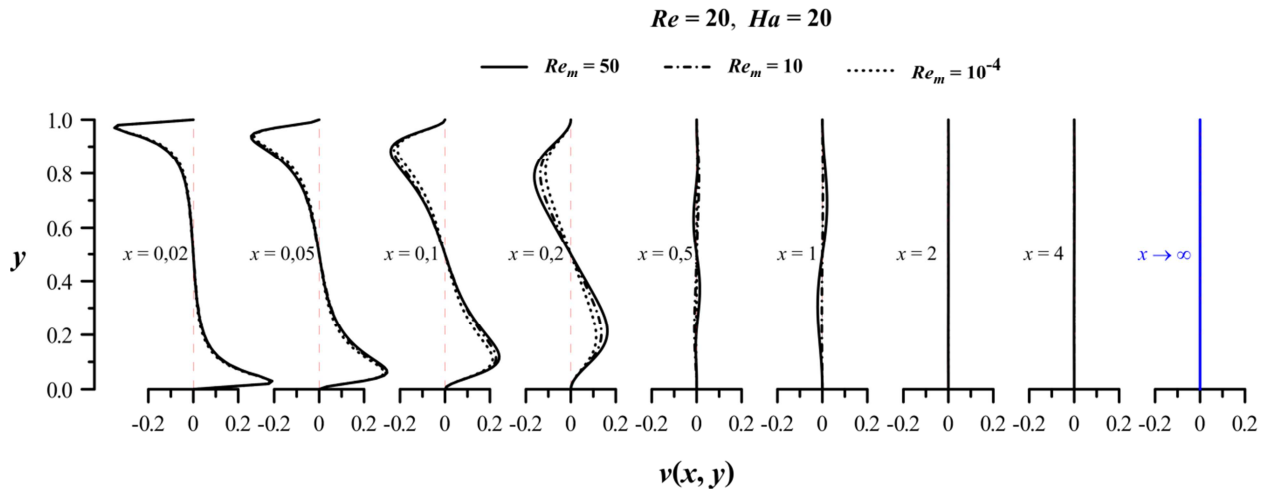 Re = 20, Ha = 20
Re_m = 50 Re_m = 10 Re_m = 10^-4
1.0
0.8
0.6
y x = 0,02 x = 0,05 x = 0,1 x = 0,2 x = 0,5 x = 1 x = 2 x = 4 x → ∞
0.4
0.2
0.0
-0.2 0 0.2 -0.2 0 0.2 -0.2 0 0.2 -0.2 0 0.2 -0.2 0 0.2 -0.2 0 0.2 -0.2 0 0.2 -0.2 0 0.2 -0.2 0 0.2
v(x, y)